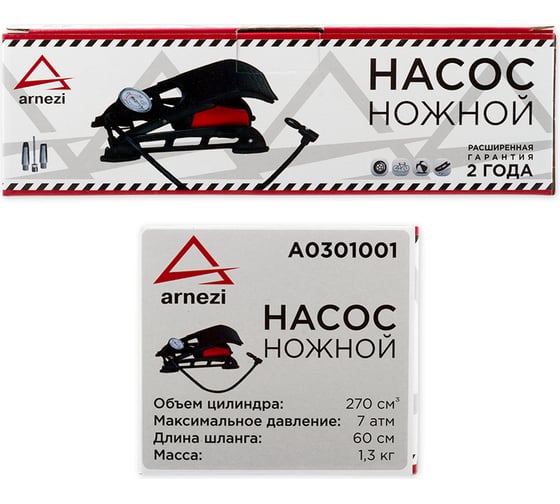 arnezi
НАСОС
НОЖНОЙ
РАСШИРЕННАЯ
ГАРАНТИЯ
2 ГОДА
A0301001
arnezi
НАСОС
НОЖНОЙ
Объем цилиндра: 270 см³
Максимальное давление: 7 атм
Длина шланга: 60 см
Масса: 1,3 кг